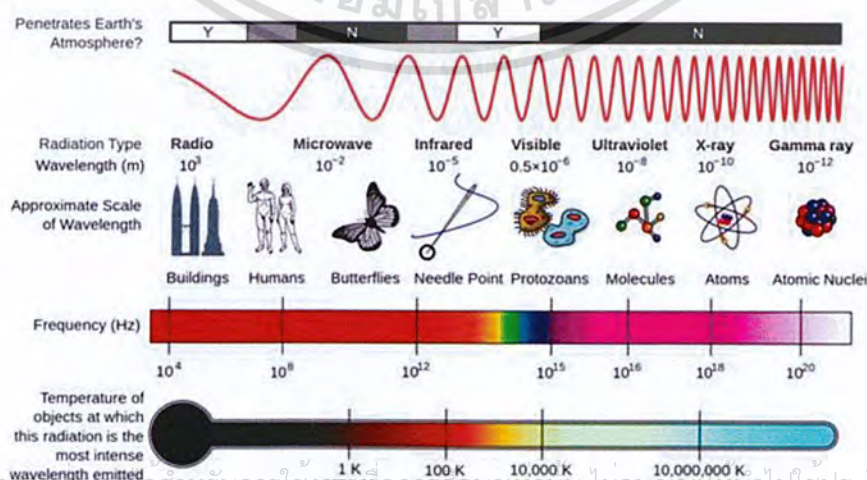 Penetrates Earth's
Atmosphere?
Y N Y N
Radiation Type Radio Microwave Infrared Visible Ultraviolet X-ray Gamma ray
Wavelength (m) 10³ 10⁻² 10⁻⁵ 0.5×10⁻⁶ 10⁻⁸ 10⁻¹⁰ 10⁻¹²
Approximate Scale
of Wavelength
Buildings Humans Butterflies Needle Point Protozoans Molecules Atoms Atomic Nuclei
Frequency (Hz)
10⁴ 10⁸ 10¹² 10¹⁵ 10¹⁶ 10¹⁸ 10²⁰
Temperature of
objects at which
this radiation is the
most intense
wavelength emitted
1 K 100 K 10,000 K 10,000,000 K